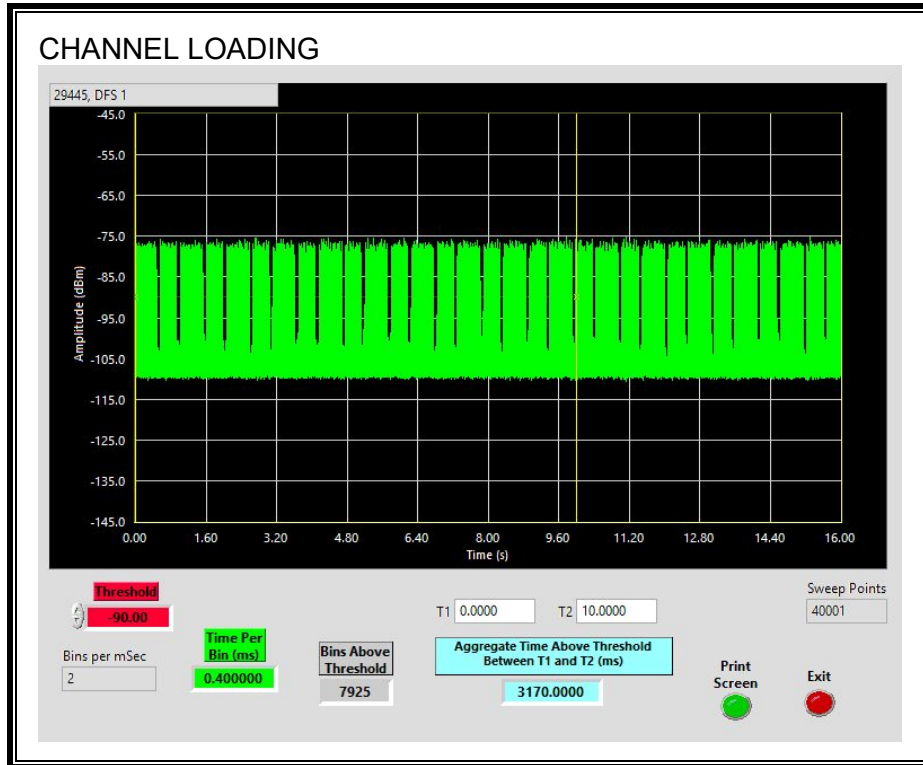 CHANNEL LOADING
29445, DFS 1
-45.0
-55.0
-65.0
-75.0
-85.0
-95.0
-105.0
-115.0
-125.0
-135.0
-145.0
Amplitude (dBm)
0.00 1.60 3.20 4.80 6.40 8.00 9.60 11.20 12.80 14.40 16.00
Time (s)
Threshold
-90.00
Bins per mSec
2
Time Per
Bin (ms)
0.400000
Bins Above
Threshold
7925
T1 0.0000 T2 10.0000
Aggregate Time Above Threshold
Between T1 and T2 (ms)
3170.0000
Sweep Points
40001
Print
Screen
Exit